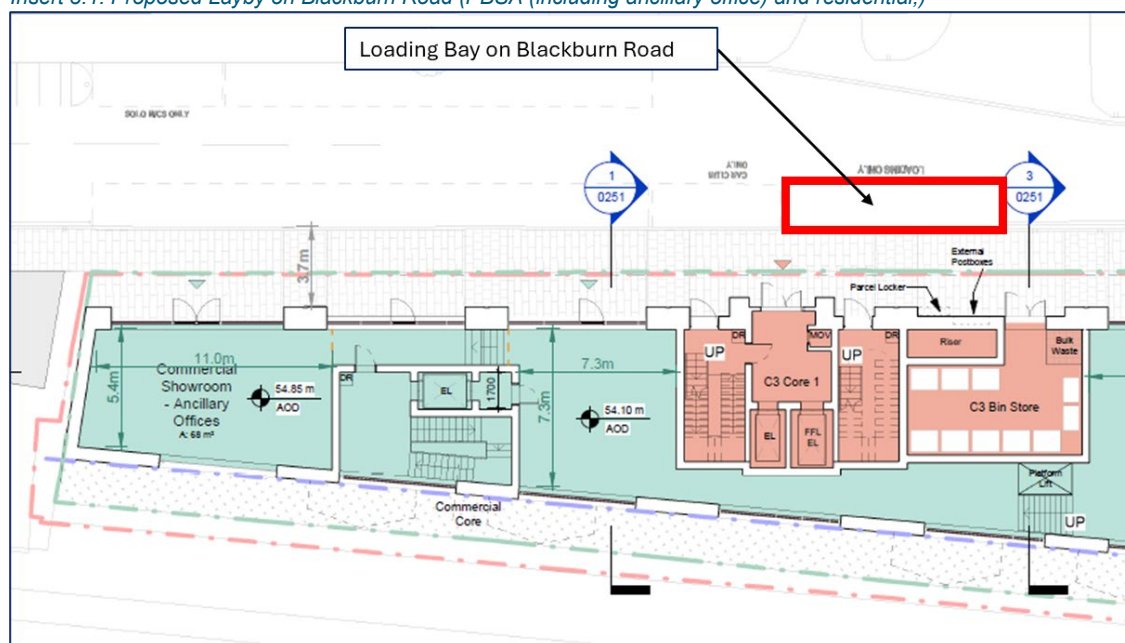 Insert 3.1: Proposed Layby on Blackburn Road (PBSA (including ancillary office) and residential,)
Loading Bay on Blackburn Road
SOLO M/CS ONLY
CAR CLUB
ONLY
LOADING ONLY
1
0251
3
0251
3.7m
External
Postboxes
Parcel Locker
11.0m
5.4m
Commercial
Showroom
- Ancillary
Offices
A: 68 m²
54.85 m
AOD
DR
EL
1700
7.3m
7.3m
54.10 m
AOD
UP
DR
MOV
C3 Core 1
EL
FFL
EL
UP
DR
Riser
Bulk
Waste
C3 Bin Store
Platform
Lift
UP
Commercial
Core